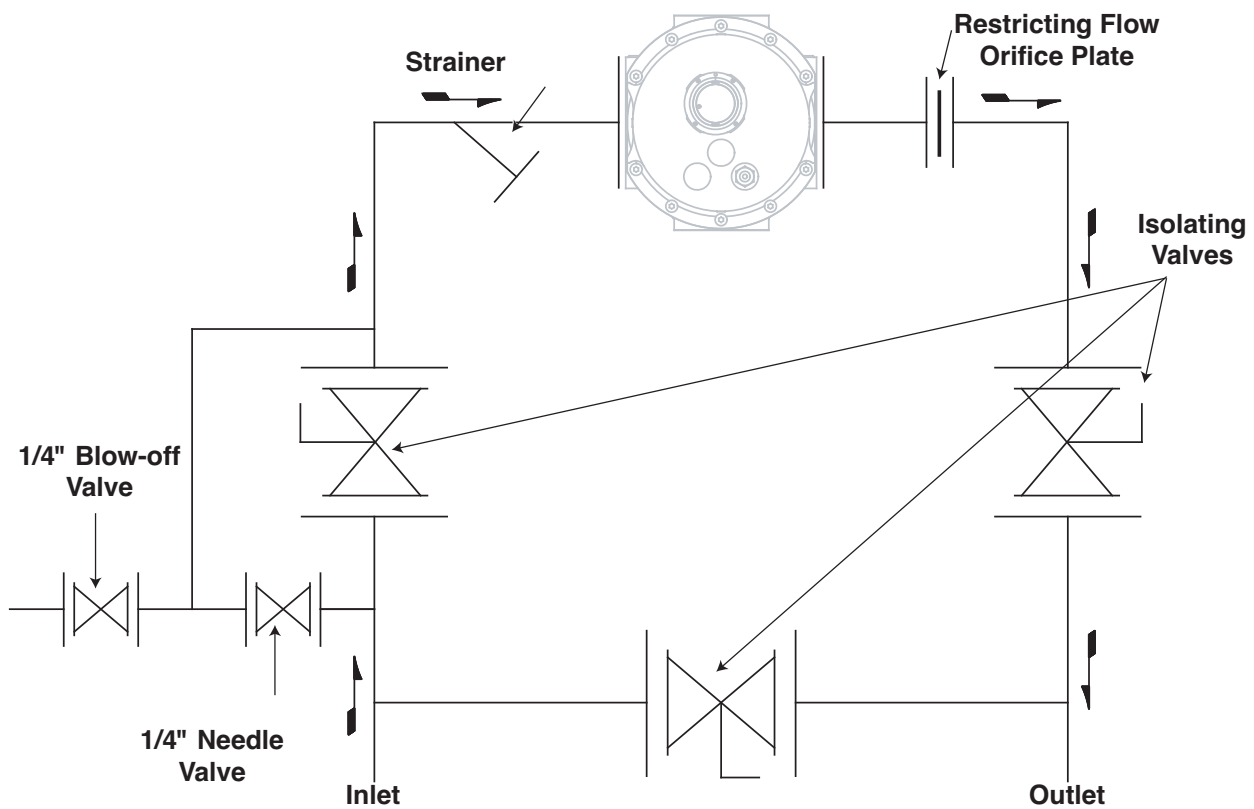 Restricting Flow
Orifice Plate
Strainer
Isolating
Valves
1/4" Blow-off
Valve
1/4" Needle
Valve
Inlet
Outlet